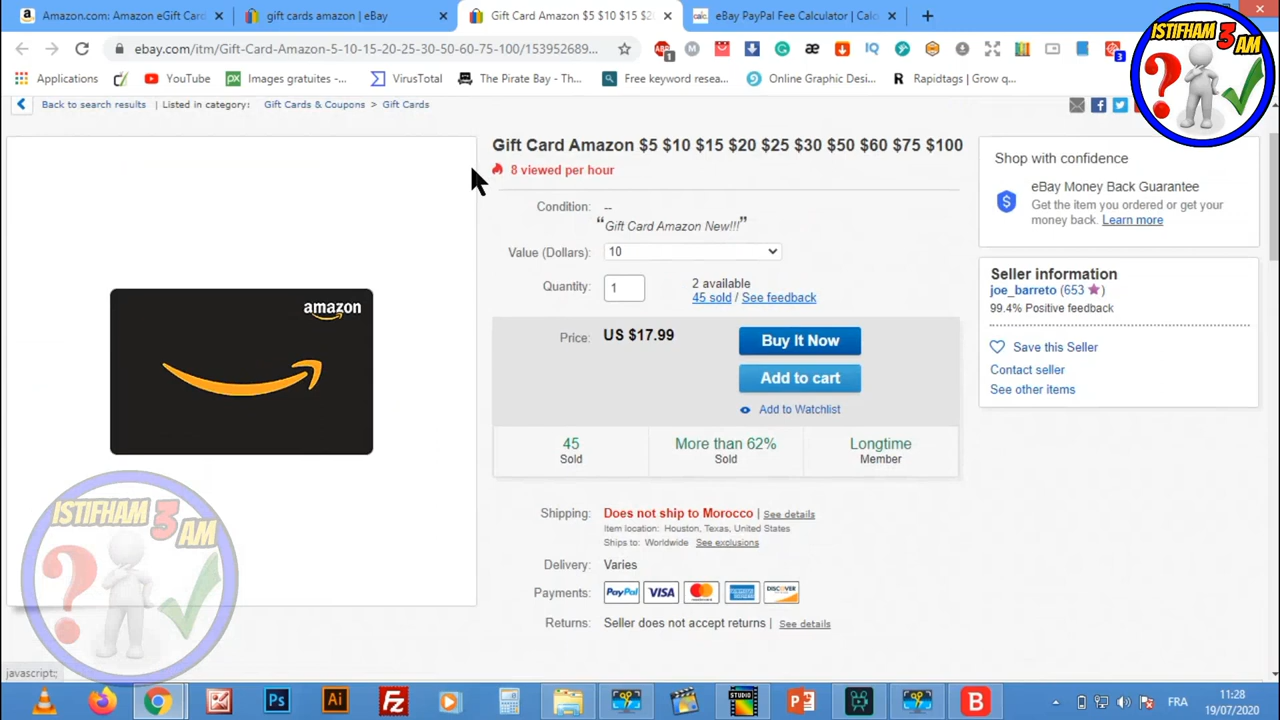 Amazon.com: Amazon eGift Card
gift cards amazon | eBay
Gift Card Amazon $5 $10 $15 $2
eBay PayPal Fee Calculator | Calc
ebay.com/itm/Gift-Card-Amazon-5-10-15-20-25-30-50-60-75-100/153952689...
Applications
YouTube
Images gratuites -...
VirusTotal
The Pirate Bay - Th...
Free keyword resea...
Online Graphic Desi...
Rapidtags | Grow q...
ISTIFHAM 3 AM
Back to search results | Listed in category: Gift Cards & Coupons > Gift Cards
Gift Card Amazon $5 $10 $15 $20 $25 $30 $50 $60 $75 $100
8 viewed per hour
Condition: --
“Gift Card Amazon New!!!”
Value (Dollars): 10
Quantity: 1
2 available
45 sold / See feedback
Price: US $17.99
Buy It Now
Add to cart
Add to Watchlist
45
Sold
More than 62%
Sold
Longtime
Member
Shipping: Does not ship to Morocco | See details
Item location: Houston, Texas, United States
Ships to: Worldwide See exclusions
Delivery: Varies
Payments: PayPal VISA MasterCard AMERICAN EXPRESS DISCOVER
Returns: Seller does not accept returns | See details
Shop with confidence
eBay Money Back Guarantee
Get the item you ordered or get your
money back. Learn more
Seller information
joe_barreto (653 ★)
99.4% Positive feedback
Save this Seller
Contact seller
See other items
amazon
ISTIFHAM 3 AM
javascript:;
FR
11:28
19/07/2020